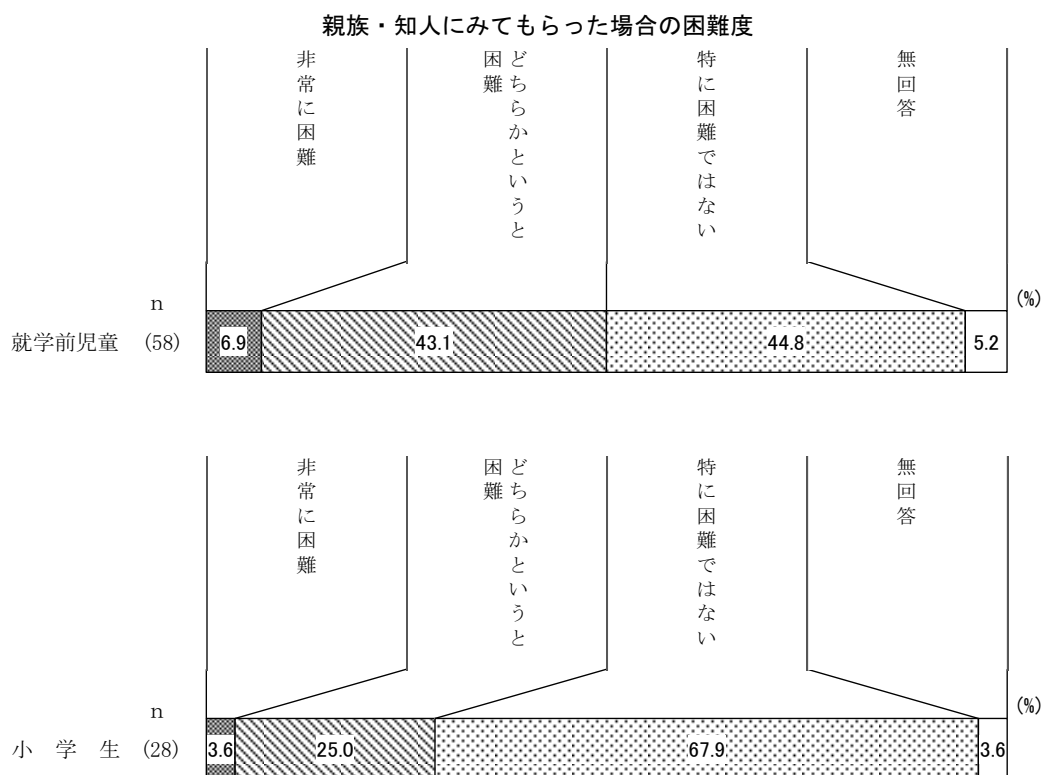 親族・知人にみてもらった場合の困難度
非常に困難
どちらかというと
困難
特に困難ではない
無回答
(%)
n
就学前児童 (58)
6.9
43.1
44.8
5.2
非常に困難
どちらかというと
困難
特に困難ではない
無回答
(%)
n
小 学 生 (28)
3.6
25.0
67.9
3.6